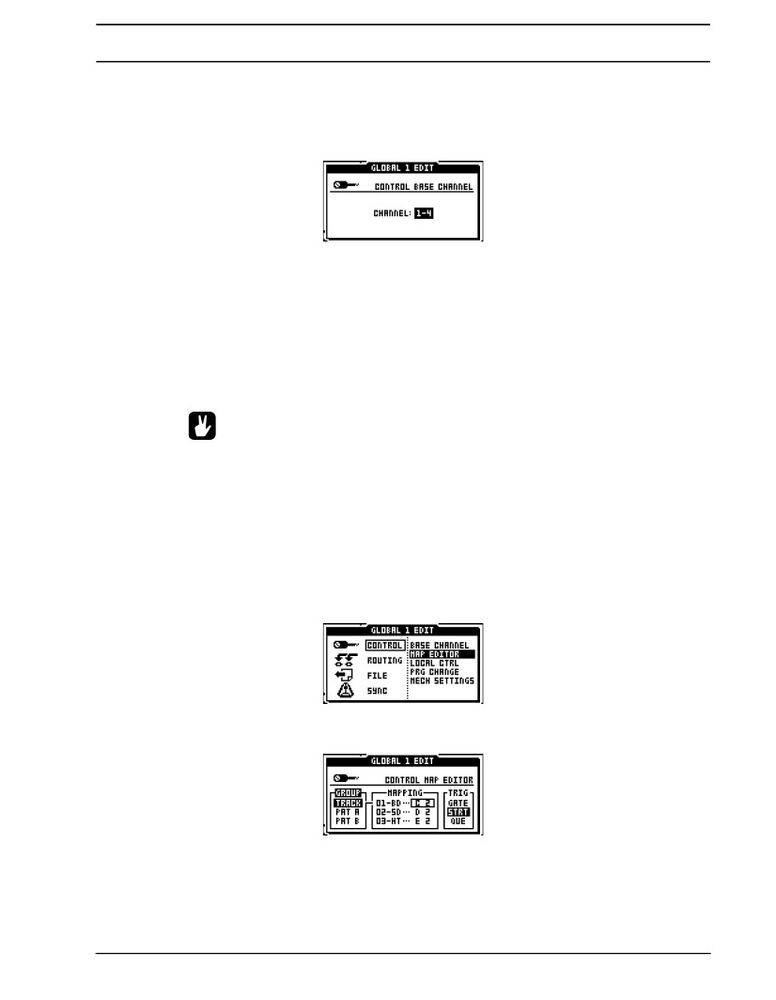 GLOBAL 1 EDIT
CONTROL BASE CHANNEL
CHANNEL: 1-4
GLOBAL 1 EDIT
CONTROL
ROUTING
FILE
SYNC
BASE CHANNEL
MAP EDITOR
LOCAL CTRL
PRG CHANGE
MECH SETTINGS
GLOBAL 1 EDIT
CONTROL MAP EDITOR
GROUP
TRACK
PAT A
PAT B
MAPPING
01-BD··· C 2
02-SD··· D 2
03-HT··· E 2
TRIG
GATE
STRT
QUE